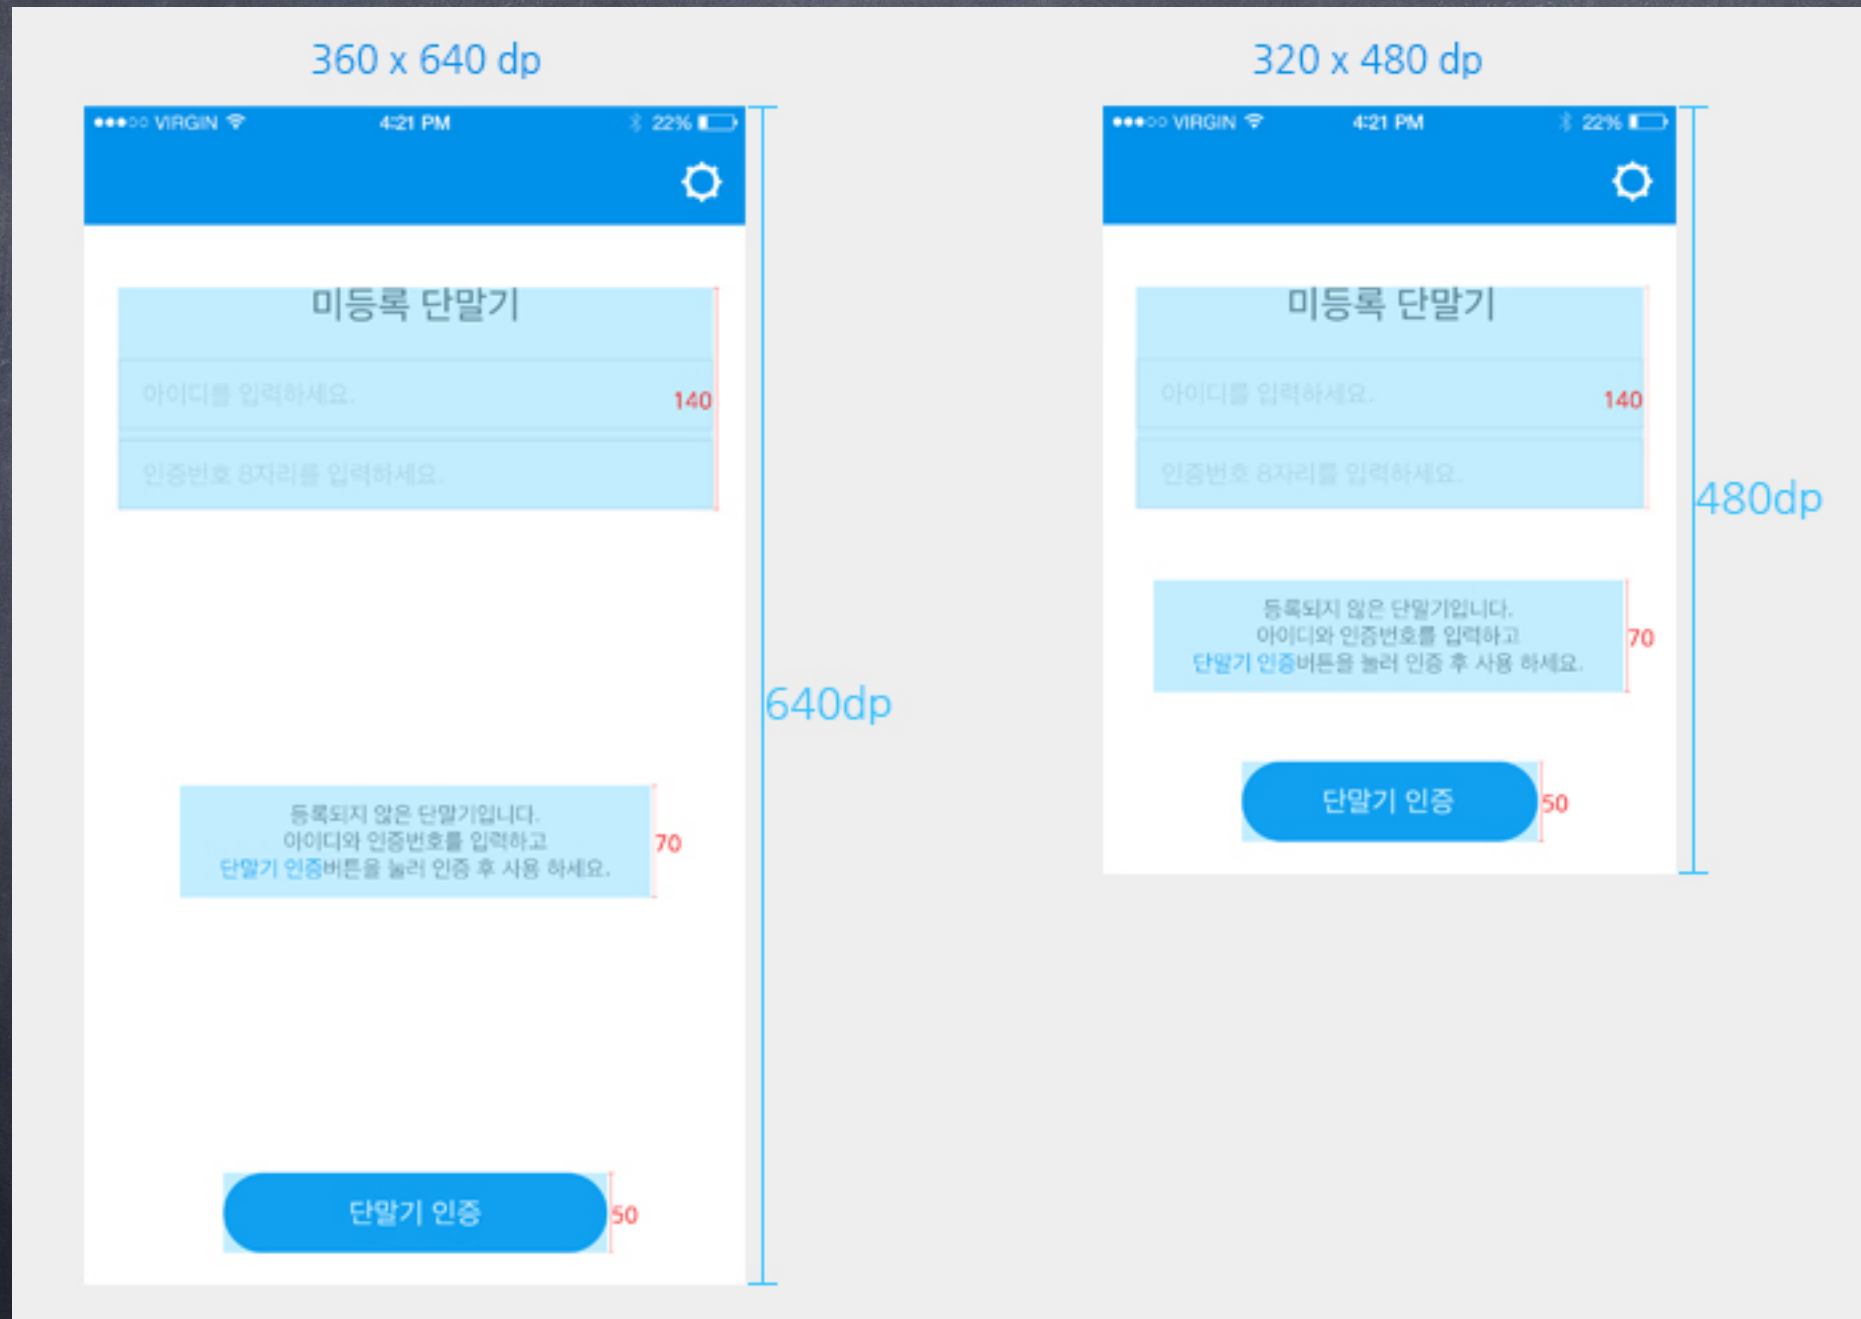 360 x 640 dp
VIRGIN 4:21 PM 22%
미등록 단말기
아이디를 입력하세요.
140
인증번호 8자리를 입력하세요.
640dp
등록되지 않은 단말기입니다.
아이디와 인증번호를 입력하고
70
단말기 인증버튼을 눌러 인증 후 사용 하세요.
단말기 인증
50
320 x 480 dp
VIRGIN 4:21 PM 22%
미등록 단말기
아이디를 입력하세요.
140
인증번호 8자리를 입력하세요.
480dp
등록되지 않은 단말기입니다.
아이디와 인증번호를 입력하고
70
단말기 인증버튼을 눌러 인증 후 사용 하세요.
단말기 인증
50